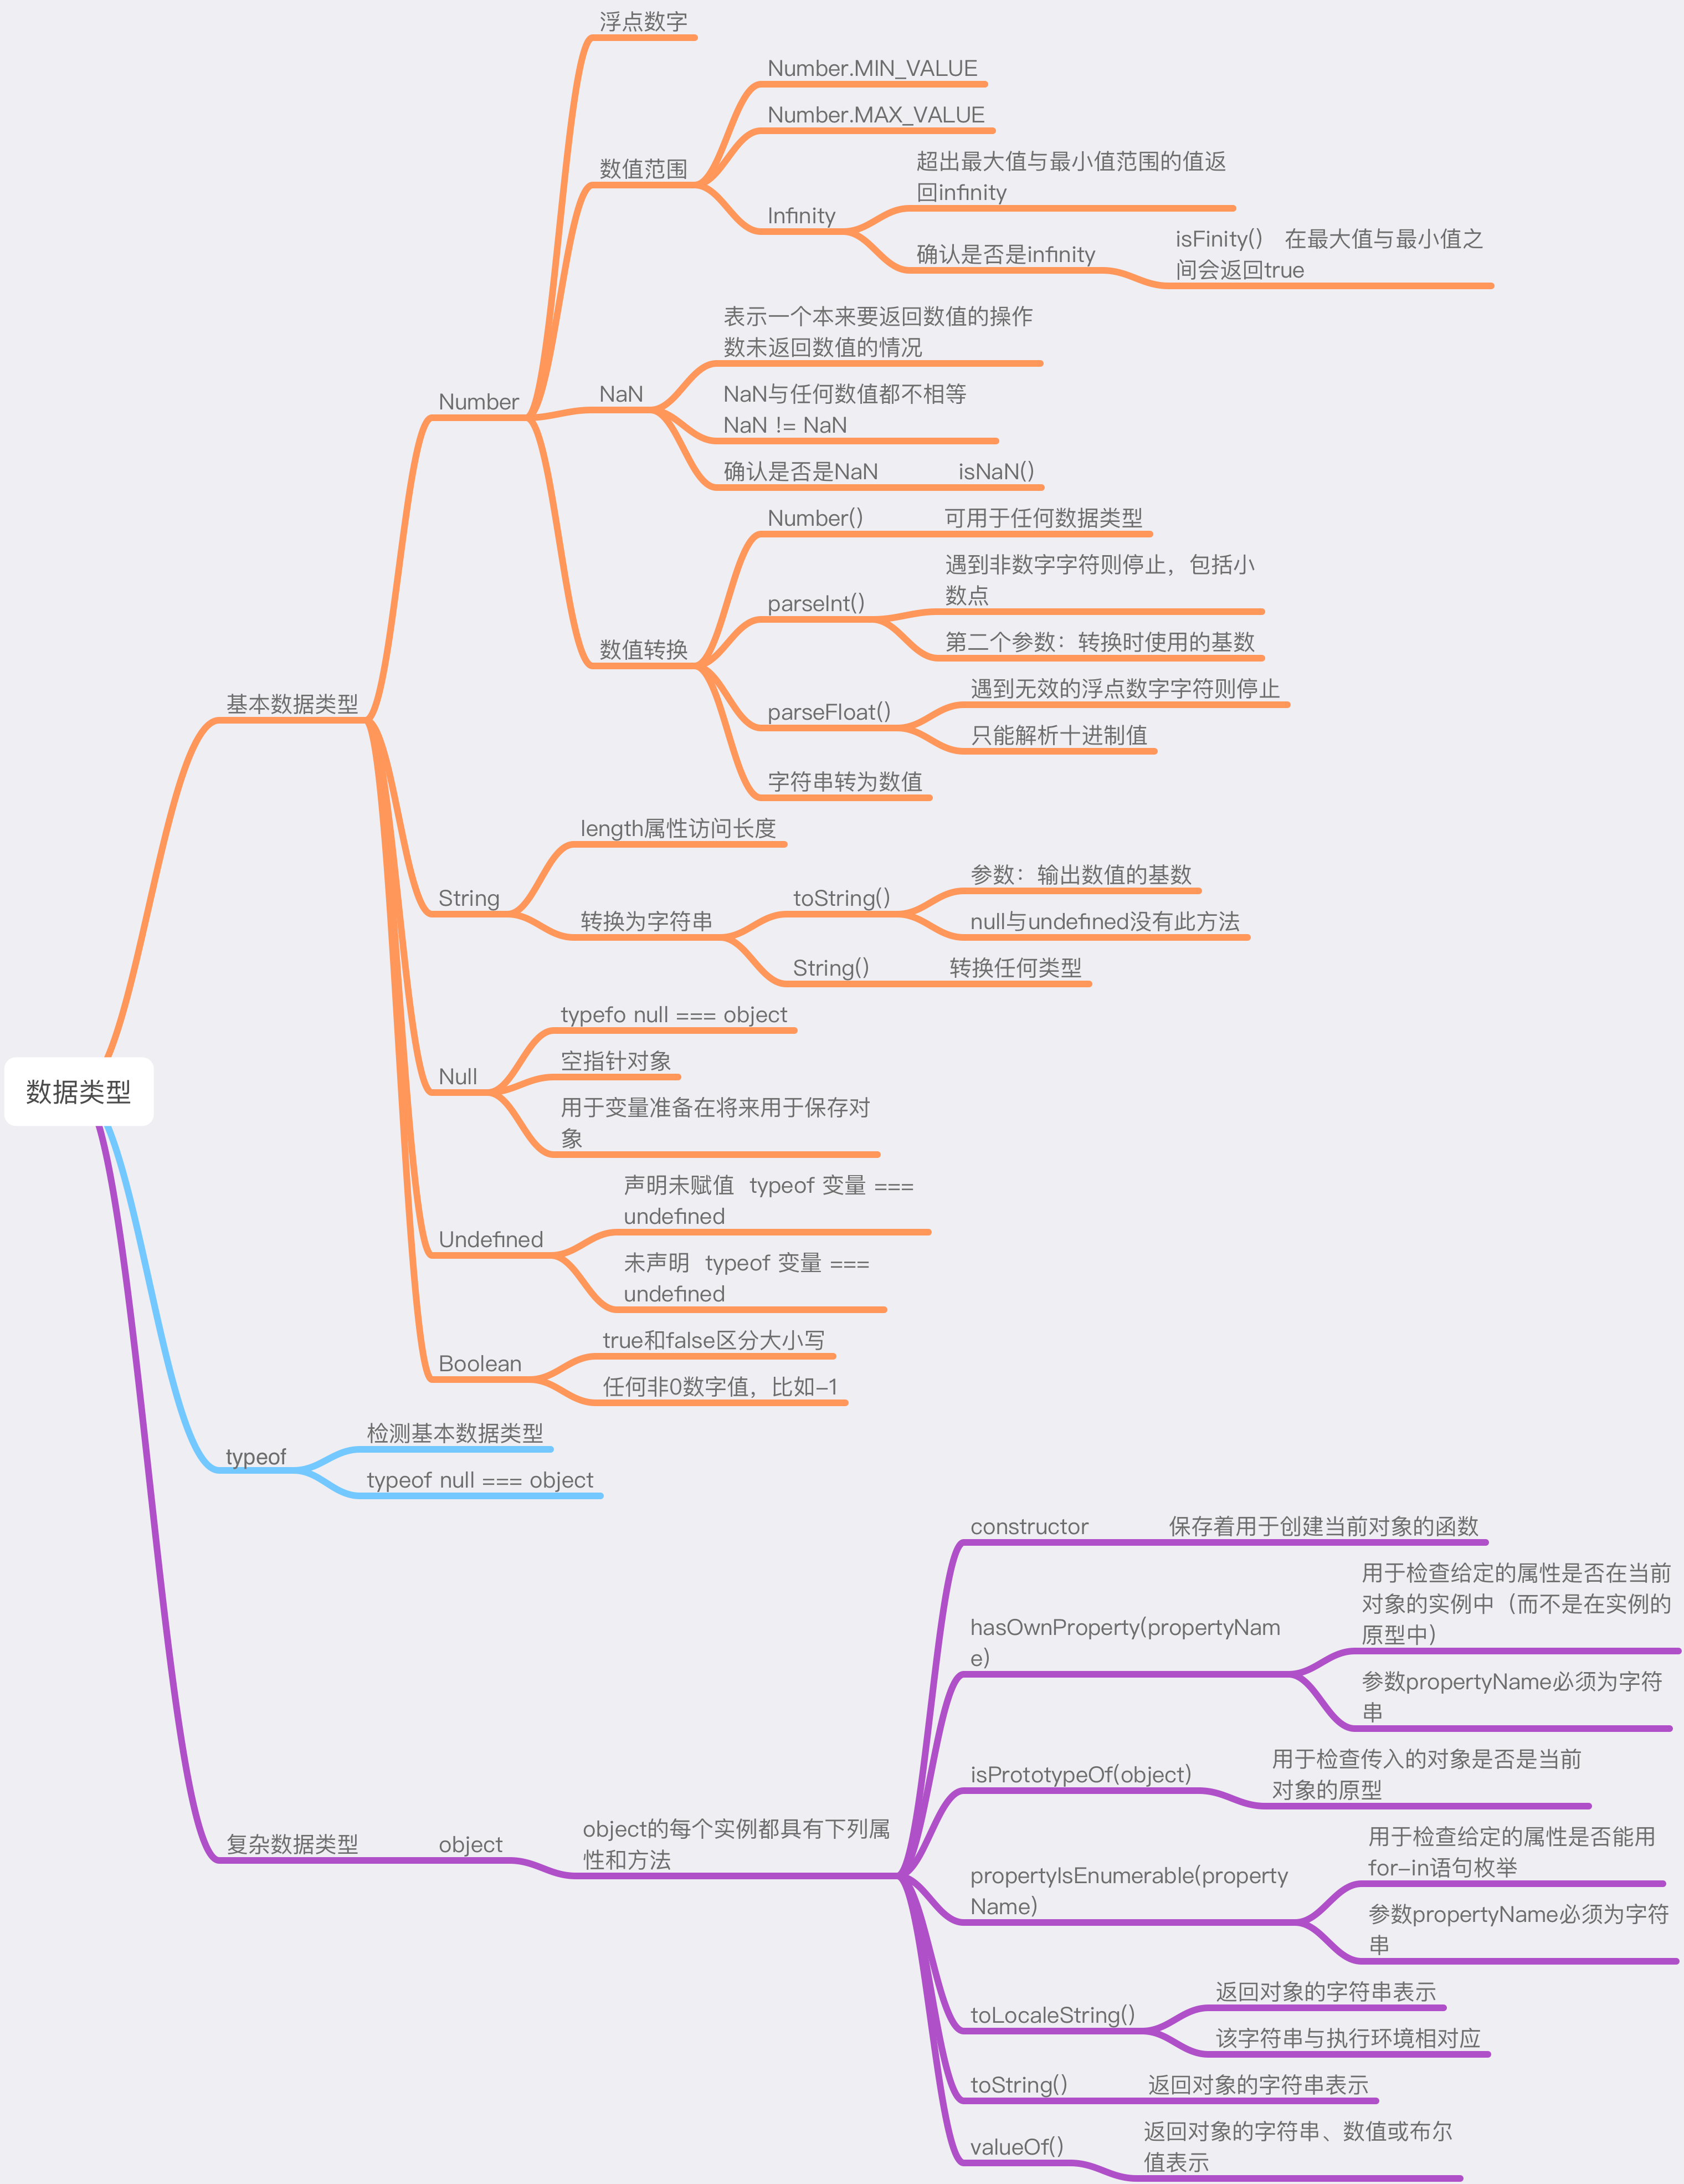 浮点数字
Number.MIN_VALUE
Number.MAX_VALUE
数值范围
超出最大值与最小值范围的值返
回infinity
Infinity
确认是否是infinity
isFinity() 在最大值与最小值之
间会返回true
表示一个本来要返回数值的操作
数未返回数值的情况
Number
NaN
NaN与任何数值都不相等
NaN != NaN
确认是否是NaN
isNaN()
Number()
可用于任何数据类型
遇到非数字字符则停止，包括小
数点
parseInt()
第二个参数：转换时使用的基数
数值转换
遇到无效的浮点数字字符则停止
parseFloat()
只能解析十进制值
字符串转为数值
基本数据类型
length属性访问长度
String
参数：输出数值的基数
toString()
null与undefined没有此方法
转换为字符串
String()
转换任何类型
typefo null === object
空指针对象
Null
用于变量准备在将来用于保存对
象
数据类型
声明未赋值 typeof 变量 ===
undefined
Undefined
未声明 typeof 变量 ===
undefined
true和false区分大小写
Boolean
任何非0数字值，比如-1
检测基本数据类型
typeof
typeof null === object
constructor
保存着用于创建当前对象的函数
用于检查给定的属性是否在当前
对象的实例中（而不是在实例的
原型中）
hasOwnProperty(propertyNam
e)
参数propertyName必须为字符
串
isPrototypeOf(object)
用于检查传入的对象是否是当前
对象的原型
复杂数据类型
object
object的每个实例都具有下列属
性和方法
用于检查给定的属性是否能用
for-in语句枚举
propertyIsEnumerable(property
Name)
参数propertyName必须为字符
串
返回对象的字符串表示
toLocaleString()
该字符串与执行环境相对应
toString()
返回对象的字符串表示
valueOf()
返回对象的字符串、数值或布尔
值表示